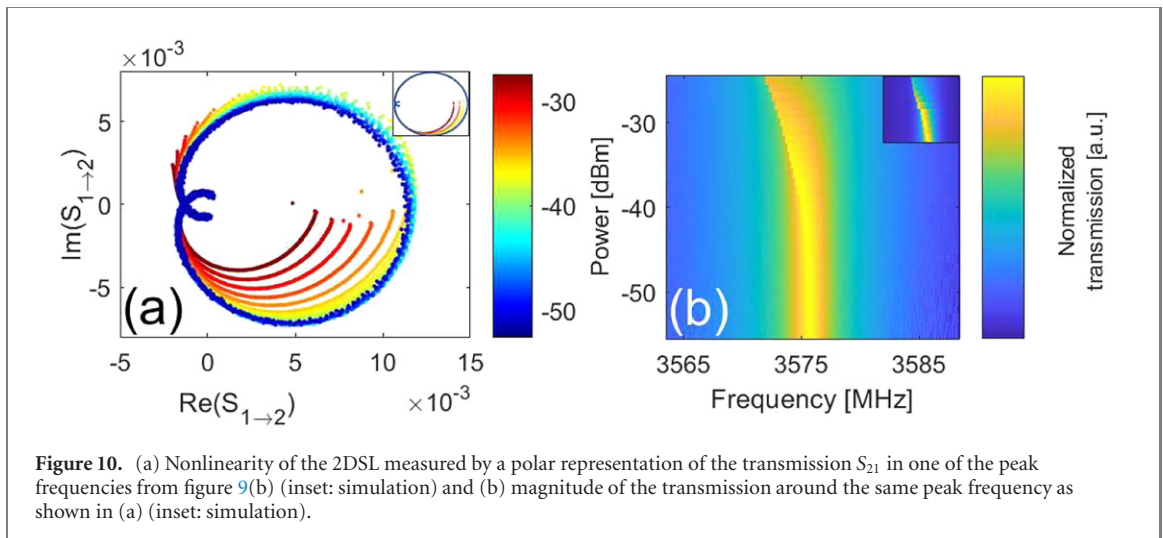 ×10⁻³
5
0
-5
Im(S₁→₂)
(a)
-5
0
5
10
15
Re(S₁→₂)
×10⁻³
-30
-40
-50
Power [dBm]
-30
-40
-50
(b)
3565
3575
3585
Frequency [MHz]
Normalized
transmission [a.u.]
Figure 10. (a) Nonlinearity of the 2DSL measured by a polar representation of the transmission S₂₁ in one of the peak
frequencies from figure 9(b) (inset: simulation) and (b) magnitude of the transmission around the same peak frequency as
shown in (a) (inset: simulation).